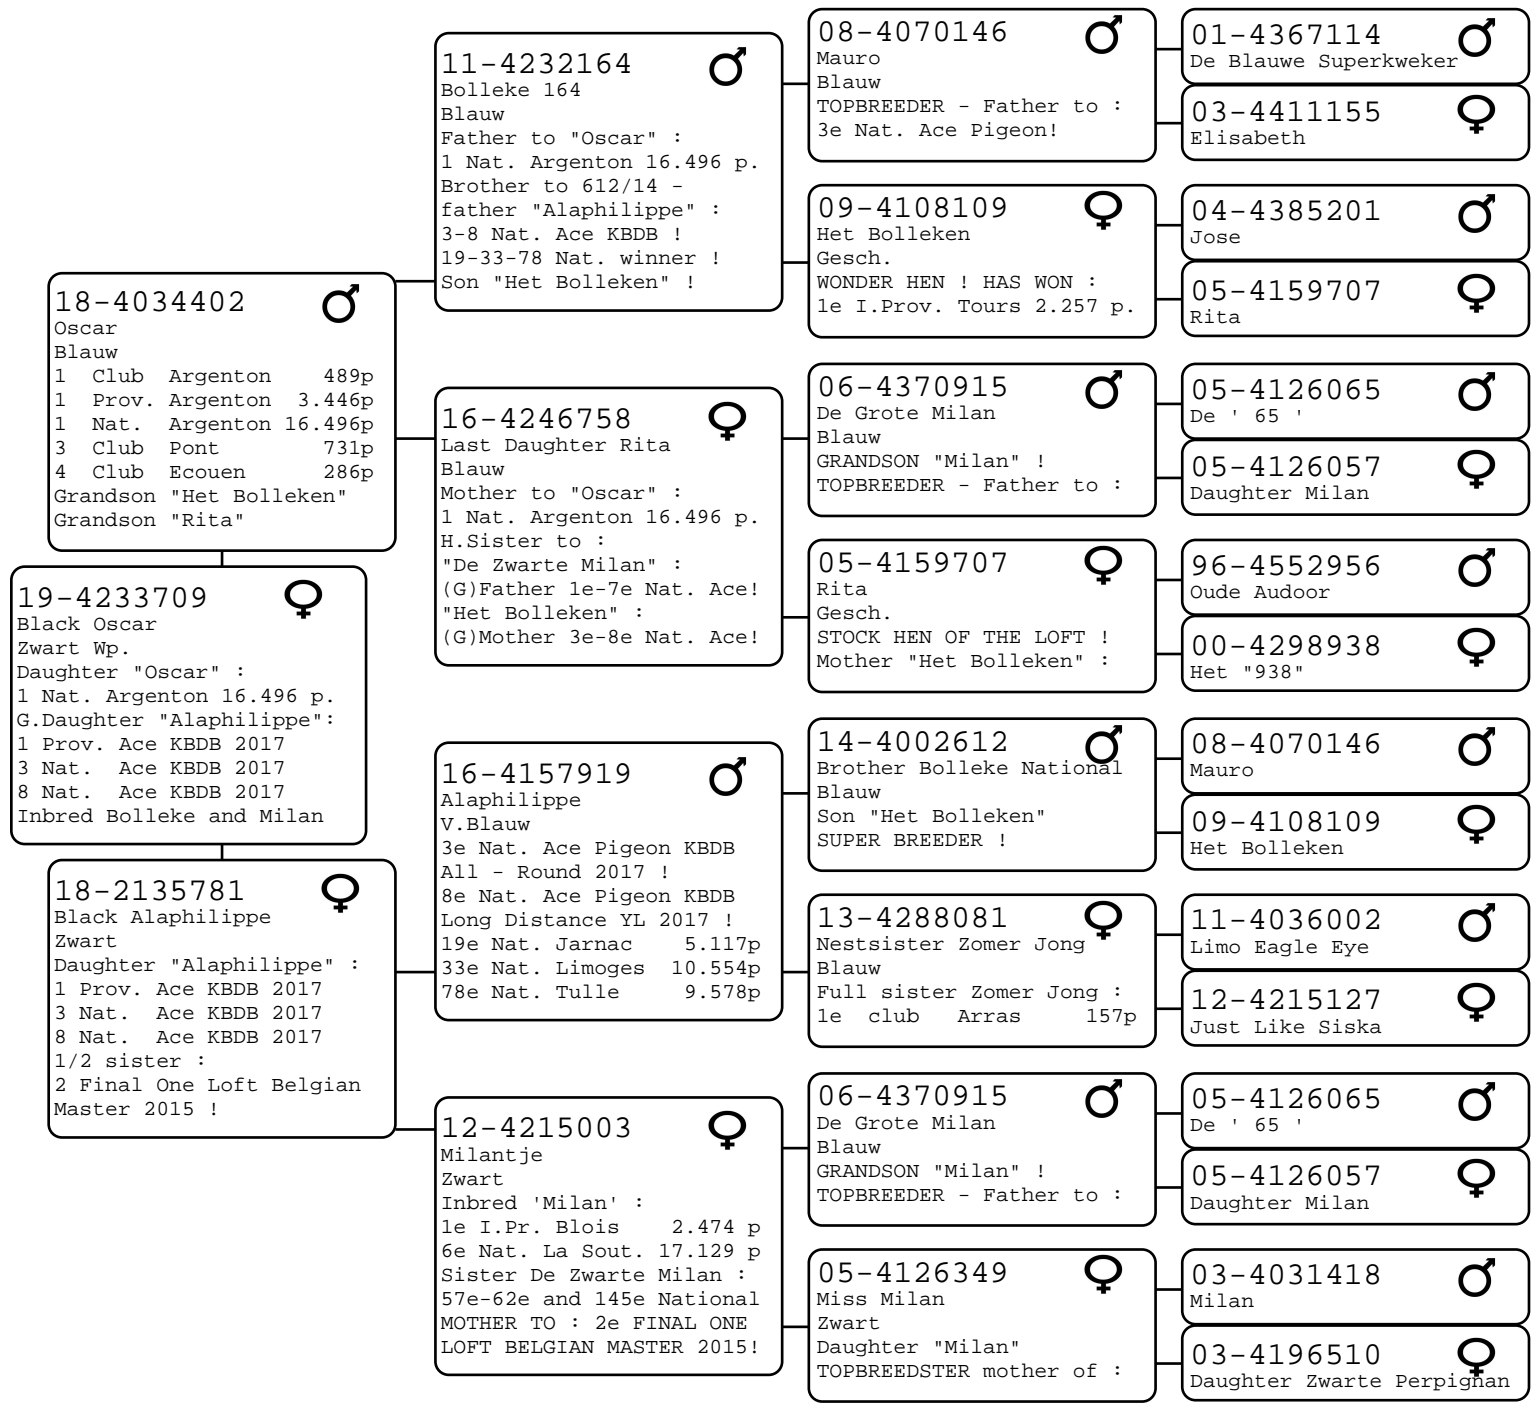 18-4034402
Oscar
Blauw
1  Club  Argenton    489p
1  Prov. Argenton  3.446p
1  Nat.  Argenton 16.496p
3  Club  Pont        731p
4  Club  Ecouen      286p
Grandson "Het Bolleken"
Grandson "Rita"
19-4233709
Black Oscar
Zwart Wp.
Daughter "Oscar" :
1 Nat. Argenton 16.496 p.
G.Daughter "Alaphilippe":
1 Prov. Ace KBDB 2017
3 Nat.  Ace KBDB 2017
8 Nat.  Ace KBDB 2017
Inbred Bolleke and Milan
18-2135781
Black Alaphilippe
Zwart
Daughter "Alaphilippe" :
1 Prov. Ace KBDB 2017
3 Nat.  Ace KBDB 2017
8 Nat.  Ace KBDB 2017
1/2 sister :
2 Final One Loft Belgian
Master 2015 !
11-4232164
Bolleke 164
Blauw
Father to "Oscar" :
1 Nat. Argenton 16.496 p.
Brother to 612/14 -
father "Alaphilippe" :
3-8 Nat. Ace KBDB !
19-33-78 Nat. winner !
Son "Het Bolleken" !
16-4246758
Last Daughter Rita
Blauw
Mother to "Oscar" :
1 Nat. Argenton 16.496 p.
H.Sister to :
"De Zwarte Milan" :
(G)Father 1e-7e Nat. Ace!
"Het Bolleken" :
(G)Mother 3e-8e Nat. Ace!
16-4157919
Alaphilippe
V.Blauw
3e Nat. Ace Pigeon KBDB
All - Round 2017 !
8e Nat. Ace Pigeon KBDB
Long Distance YL 2017 !
19e Nat. Jarnac    5.117p
33e Nat. Limoges  10.554p
78e Nat. Tulle     9.578p
12-4215003
Milantje
Zwart
Inbred 'Milan' :
1e I.Pr. Blois    2.474 p
6e Nat. La Sout. 17.129 p
Sister De Zwarte Milan :
57e-62e and 145e National
MOTHER TO : 2e FINAL ONE
LOFT BELGIAN MASTER 2015!
08-4070146
Mauro
Blauw
TOPBREEDER - Father to :
3e Nat. Ace Pigeon!
09-4108109
Het Bolleken
Gesch.
WONDER HEN ! HAS WON :
1e I.Prov. Tours 2.257 p.
06-4370915
De Grote Milan
Blauw
GRANDSON "Milan" !
TOPBREEDER - Father to :
05-4159707
Rita
Gesch.
STOCK HEN OF THE LOFT !
Mother "Het Bolleken" :
14-4002612
Brother Bolleke National
Blauw
Son "Het Bolleken"
SUPER BREEDER !
13-4288081
Nestsister Zomer Jong
Blauw
Full sister Zomer Jong :
1e  club   Arras     157p
06-4370915
De Grote Milan
Blauw
GRANDSON "Milan" !
TOPBREEDER - Father to :
05-4126349
Miss Milan
Zwart
Daughter "Milan"
TOPBREEDSTER mother of :
01-4367114
De Blauwe Superkweker
03-4411155
Elisabeth
04-4385201
Jose
05-4159707
Rita
05-4126065
De ' 65 '
05-4126057
Daughter Milan
96-4552956
Oude Audoor
00-4298938
Het "938"
08-4070146
Mauro
09-4108109
Het Bolleken
11-4036002
Limo Eagle Eye
12-4215127
Just Like Siska
05-4126065
De ' 65 '
05-4126057
Daughter Milan
03-4031418
Milan
03-4196510
Daughter Zwarte Perpignan